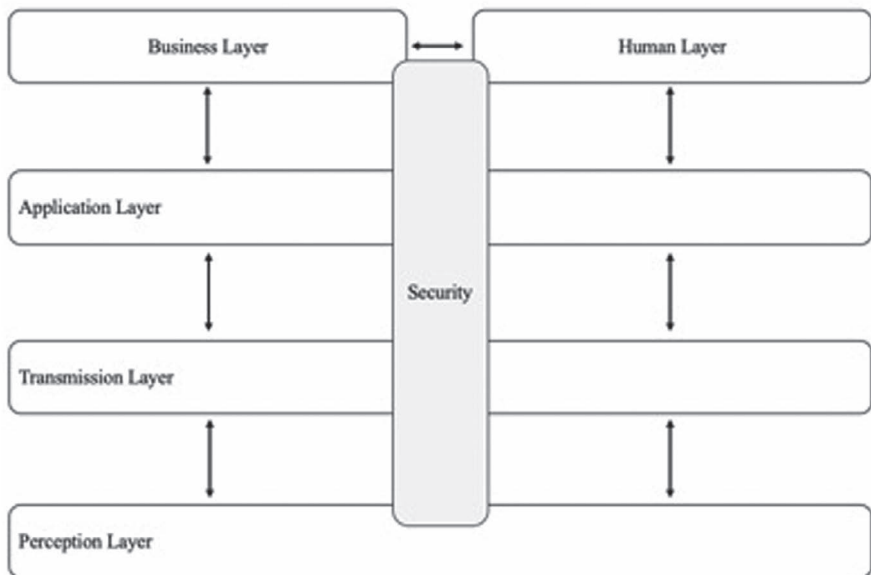 Business Layer
Human Layer
Application Layer
Security
Transmission Layer
Perception Layer